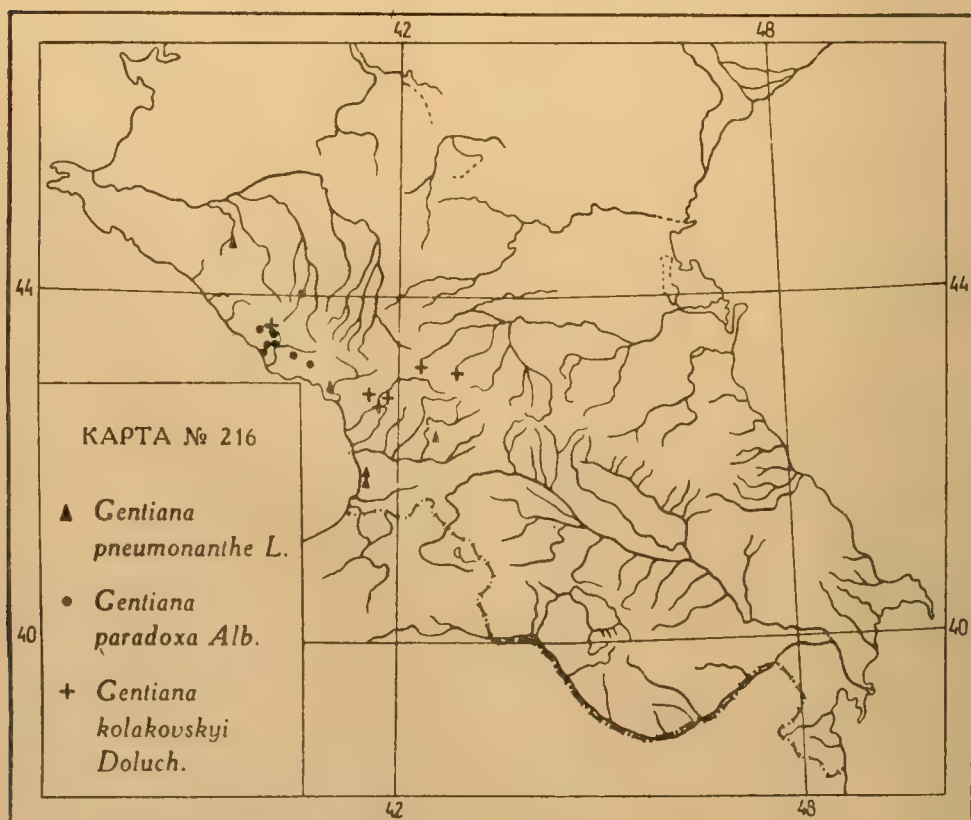 42 48
44 44
КАРТА № 216
Gentiana
pneumonanthe L.
Gentiana
paradoxa Alb.
40 40
Gentiana
kolakovskyi
Doluch.
42 48